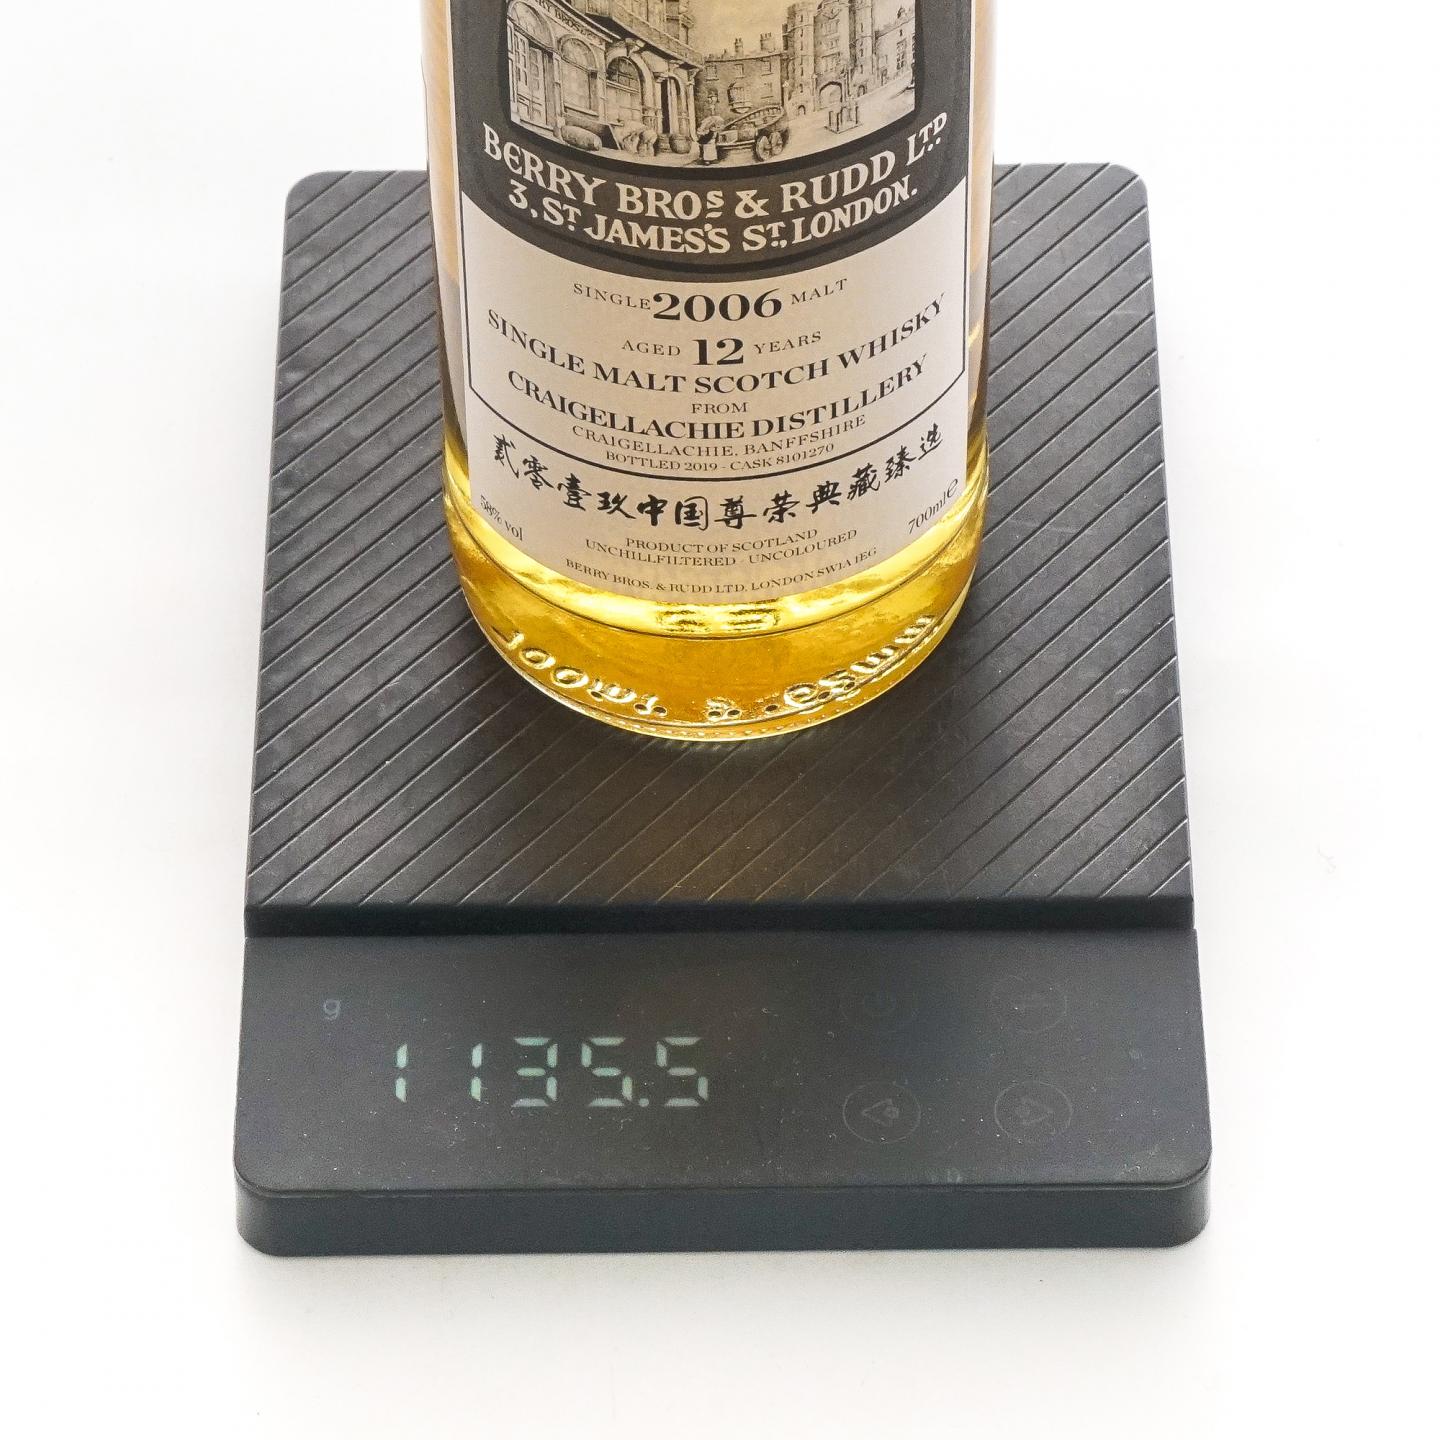 BERRY BROS & RUDD LTD
3, ST. JAMES'S ST., LONDON.
SINGLE 2006 MALT
AGED 12 YEARS
SINGLE MALT SCOTCH WHISKY
FROM
CRAIGELLACHIE DISTILLERY
CRAIGELLACHIE, BANFFSHIRE
BOTTLED 2019 - CASK 8101270
贰零壹玖中国尊荣典藏臻选
58% vol
700ml e
PRODUCT OF SCOTLAND
UNCHILLFILTERED - UNCOLOURED
BERRY BROS. & RUDD LTD. LONDON SW1A 1EG
g
1135.5